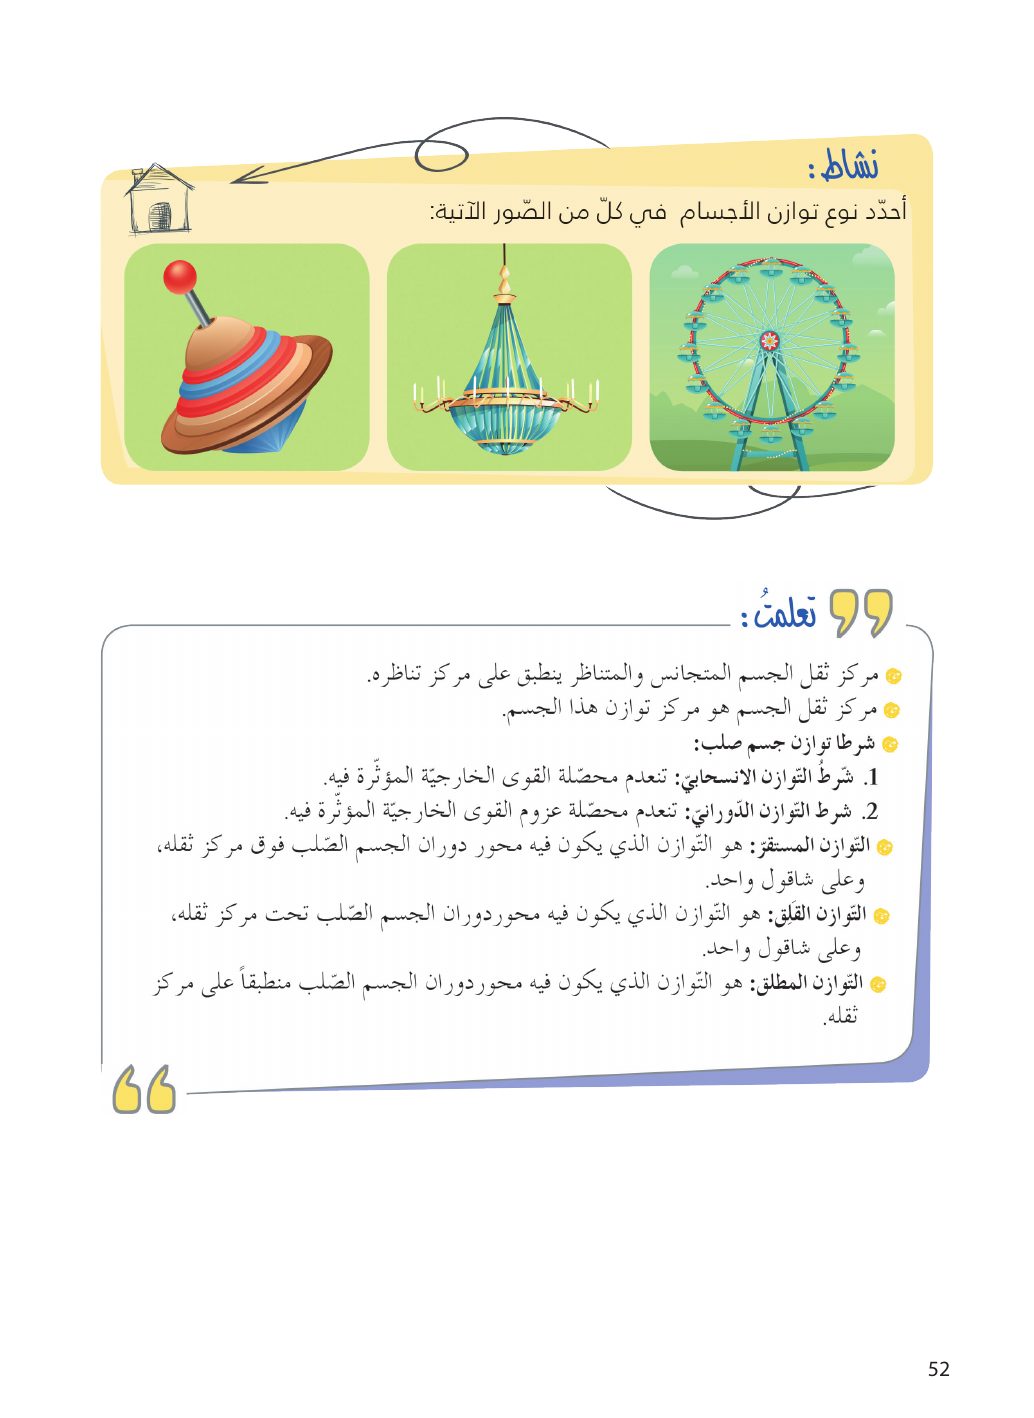 نشاط :
أحدّد نوع توازن الأجسام في كلّ من الصّور الآتية:
تعلمتُ :
مركز ثقل الجسم المتجانس والمتناظر ينطبق على مركز تناظره.
مركز ثقل الجسم هو مركز توازن هذا الجسم.
شرطا توازن جسم صلب:
1. شّرطُ التّوازن الانسحابيّ: تنعدم محصّلة القوى الخارجيّة المؤثّرة فيه.
2. شرط التّوازن الدّورانيّ: تنعدم محصّلة عزوم القوى الخارجيّة المؤثّرة فيه.
التّوازن المستقرّ: هو التّوازن الذي يكون فيه محور دوران الجسم الصّلب فوق مركز ثقله،
وعلى شاقول واحد.
التّوازن القَلِق: هو التّوازن الذي يكون فيه محوردوران الجسم الصّلب تحت مركز ثقله،
وعلى شاقول واحد.
التّوازن المطلق: هو التّوازن الذي يكون فيه محوردوران الجسم الصّلب منطبقاً على مركز
ثقله.
52